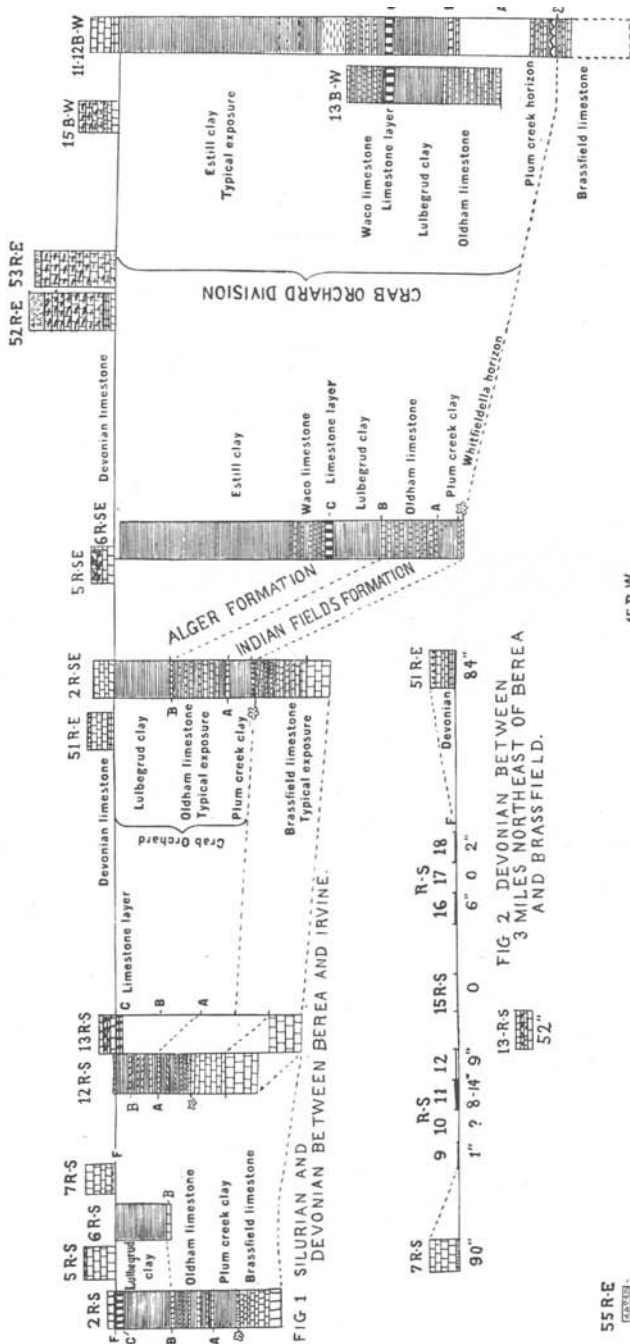 2 R-S
5 R-S
6 R-S
7 R-S
12 R-S
13 R-S
51 R-E
2 R-SE
5 R-SE
6 R-SE
52 R-E
53 R-E
15 B-W
11-12 B-W
13 B-W
F
C
Lulbegrud
clay
B
Oldham limestone
A
Plum creek clay
Brassfield limestone
B
F
B
A
C Limestone layer
B
A
Devonian limestone
Lulbegrud clay
Oldham limestone
Typical exposure
Plum creek clay
Crab Orchard
Brassfield limestone
Typical exposure
B
A
ALGER FORMATION
INDIAN FIELDS FORMATION
Devonian limestone
Estill clay
Waco limestone
C Limestone layer
Lulbegrud clay
B
Oldham limestone
A
Plum creek clay
Whitfieldella horizon
CRAB ORCHARD DIVISION
Estill clay
Typical exposure
Waco limestone
Limestone layer
Lulbegrud clay
Oldham limestone
Plum creek horizon
Brassfield limestone
FIG 1 SILURIAN AND
DEVONIAN BETWEEN BEREA AND IRVINE.
7 R-S
90"
R-S
9 10 11 12
1" ? 8-14" 9"
13-R-S
52"
15 R-S
0
R-S
16 17 18
6" 0 2"
F
Devonian
51 R-E
84"
FIG 2 DEVONIAN BETWEEN
3 MILES NORTHEAST OF BEREA
AND BRASSFIELD.
55 R-E